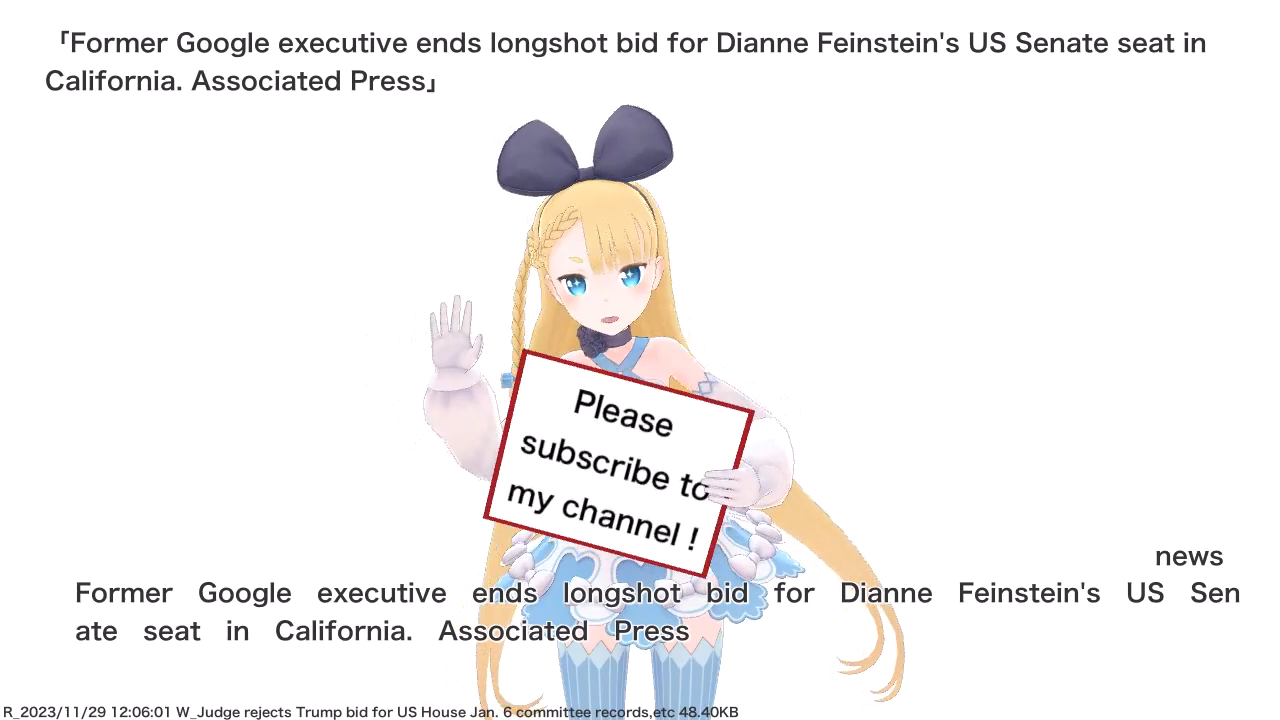 「Former Google executive ends longshot bid for Dianne Feinstein's US Senate seat in
California. Associated Press」
Please
subscribe to
my channel !
news
Former Google executive ends longshot bid for Dianne Feinstein's US Sen
ate seat in California. Associated Press
R_2023/11/29 12:06:01 W_Judge rejects Trump bid for US House Jan. 6 committee records,etc 48.40KB